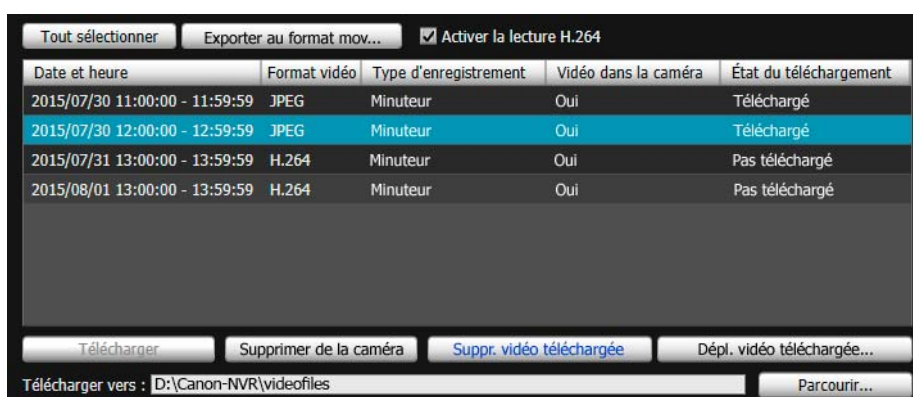 Tout sélectionner Exporter au format mov... Activer la lecture H.264
Date et heure Format vidéo Type d'enregistrement Vidéo dans la caméra État du téléchargement
2015/07/30 11:00:00 - 11:59:59 JPEG Minuteur Oui Téléchargé
2015/07/30 12:00:00 - 12:59:59 JPEG Minuteur Oui Téléchargé
2015/07/31 13:00:00 - 13:59:59 H.264 Minuteur Oui Pas téléchargé
2015/08/01 13:00:00 - 13:59:59 H.264 Minuteur Oui Pas téléchargé
Télécharger Supprimer de la caméra Suppr. vidéo téléchargée Dépl. vidéo téléchargée...
Télécharger vers : D:\Canon-NVR\videofiles Parcourir...